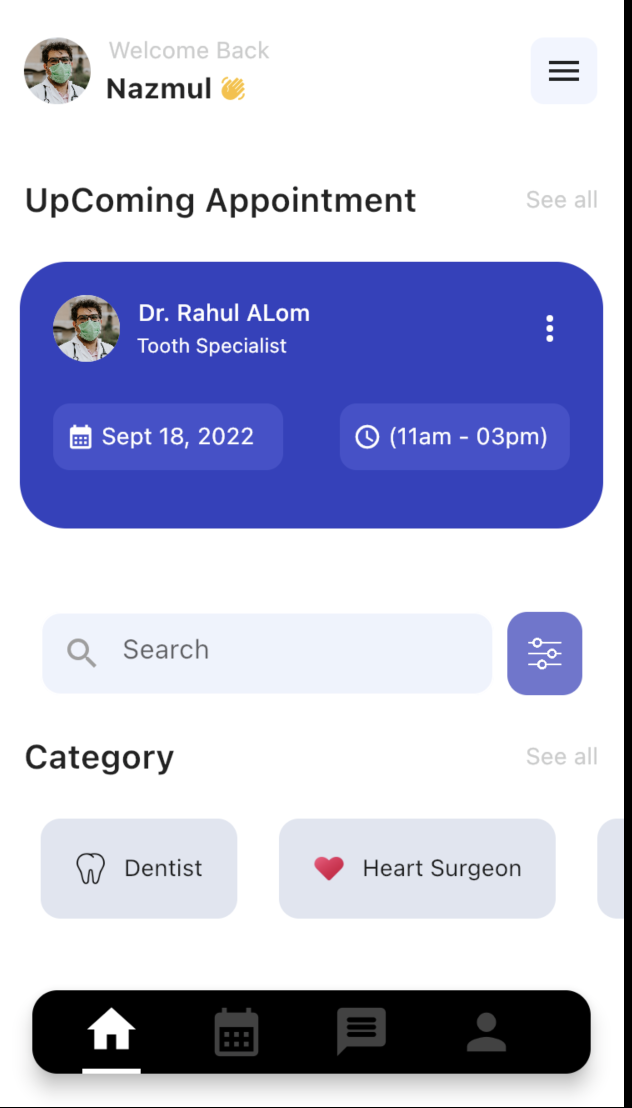 Welcome Back
Nazmul 👋
UpComing Appointment
See all
Dr. Rahul ALom
Tooth Specialist
Sept 18, 2022
(11am - 03pm)
Search
Category
See all
Dentist
Heart Surgeon